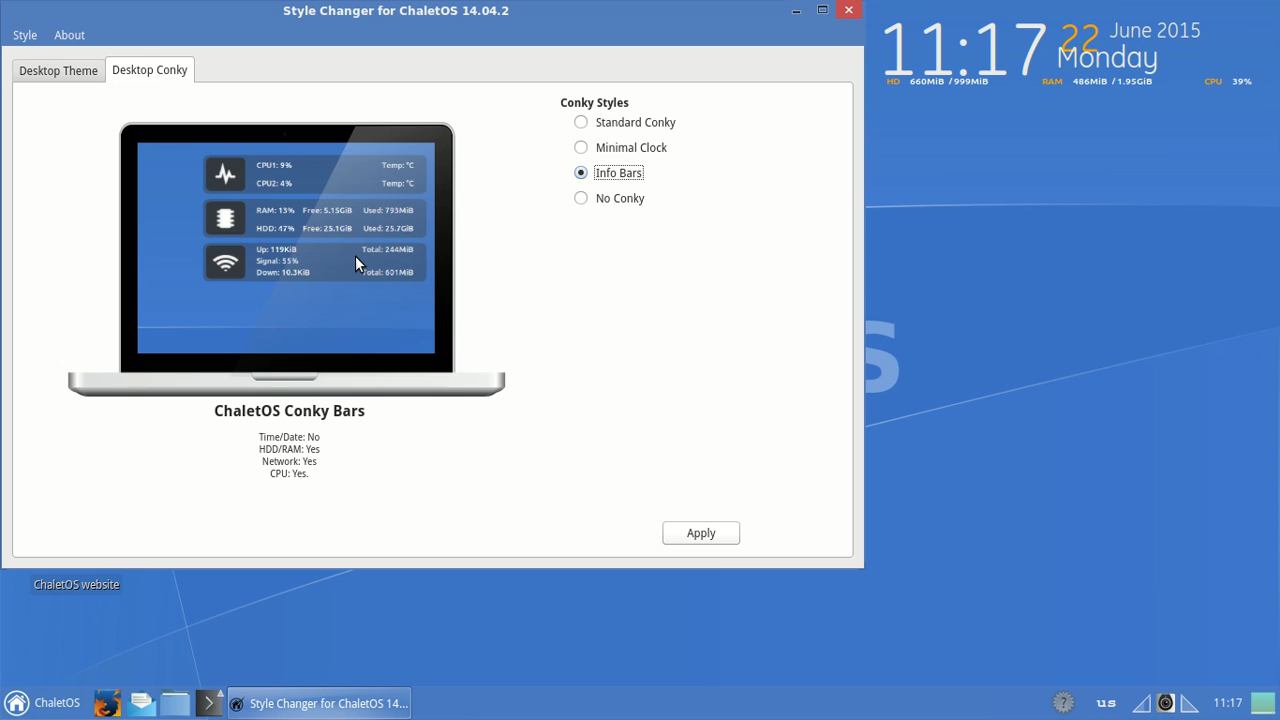 Style Changer for ChaletOS 14.04.2
Style About
Desktop Theme Desktop Conky
CPU1: 9% Temp: °C
CPU2: 4% Temp: °C
RAM: 13% Free: 5.15GiB Used: 793MiB
HDD: 47% Free: 25.1GiB Used: 25.7GiB
Up: 119KiB Total: 244MiB
Signal: 55%
Down: 10.3KiB Total: 601MiB
ChaletOS Conky Bars
Time/Date: No
HDD/RAM: Yes
Network: Yes
CPU: Yes.
Conky Styles
Standard Conky
Minimal Clock
Info Bars
No Conky
Apply
11:17 22 June 2015
Monday
HD 660MiB /999MiB RAM 486MiB /1.95GiB CPU 39%
S
ChaletOS website
ChaletOS
Style Changer for ChaletOS 14...
us
11:17